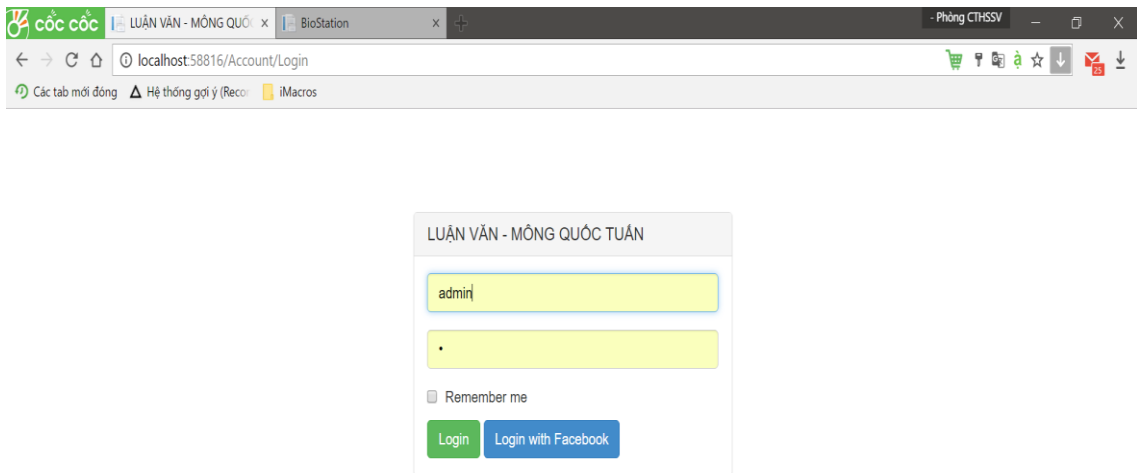 cốc cốc
LUẬN VĂN - MÔNG QUỐ
BioStation
- Phòng CTHSSV
localhost:58816/Account/Login
25
Các tab mới đóng
Hệ thống gợi ý (Recor
iMacros
LUẬN VĂN - MÔNG QUỐC TUẤN
admin
Remember me
Login
Login with Facebook